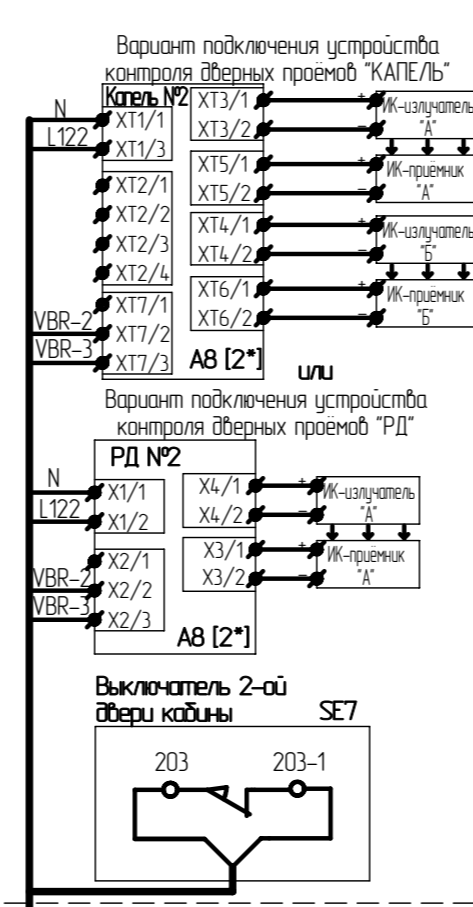 Вариант подключения устройства
контроля дверных проёмов "КАПЕЛЬ"
Капель №2
N
L122
XT1/1
XT1/3
XT2/1
XT2/2
XT2/3
XT2/4
VBR-2
VBR-3
XT7/1
XT7/2
XT7/3
XT3/1
XT3/2
XT5/1
XT5/2
XT4/1
XT4/2
XT6/1
XT6/2
A8 [2*]
+
–
+
–
+
–
+
–
ИК-излучатель
"А"
ИК-приёмник
"А"
ИК-излучатель
"Б"
ИК-приёмник
"Б"
или
Вариант подключения устройства
контроля дверных проёмов "РД"
РД №2
N
L122
X1/1
X1/2
VBR-2
VBR-3
X2/1
X2/2
X2/3
X4/1
X4/2
X3/1
X3/2
A8 [2*]
+
–
+
–
ИК-излучатель
"А"
ИК-приёмник
"А"
Выключатель 2-ой
двери кабины
SE7
203
203-1